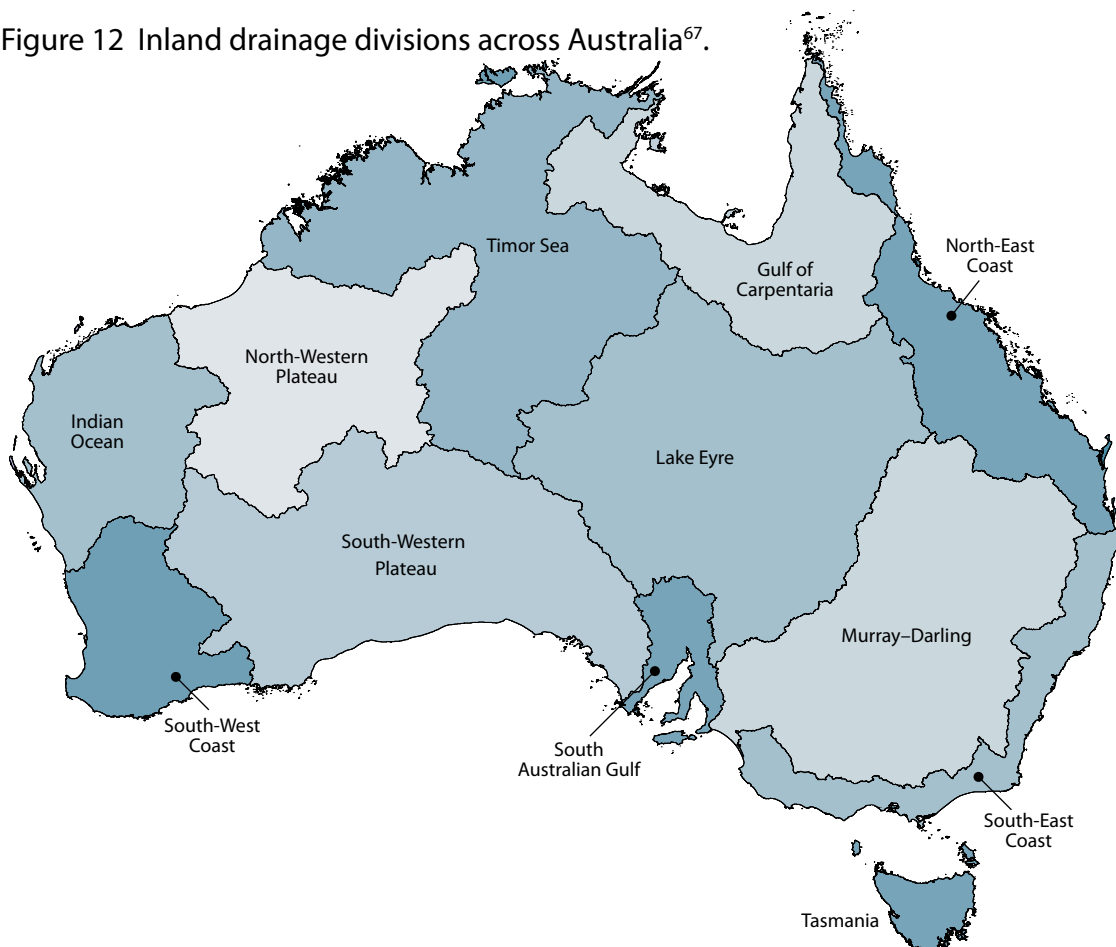 Figure 12 Inland drainage divisions across Australia⁶⁷.
Timor Sea
North-East
Coast
Gulf of
Carpentaria
North-Western
Plateau
Indian
Ocean
Lake Eyre
South-Western
Plateau
Murray–Darling
South-West
Coast
South
Australian Gulf
South-East
Coast
Tasmania